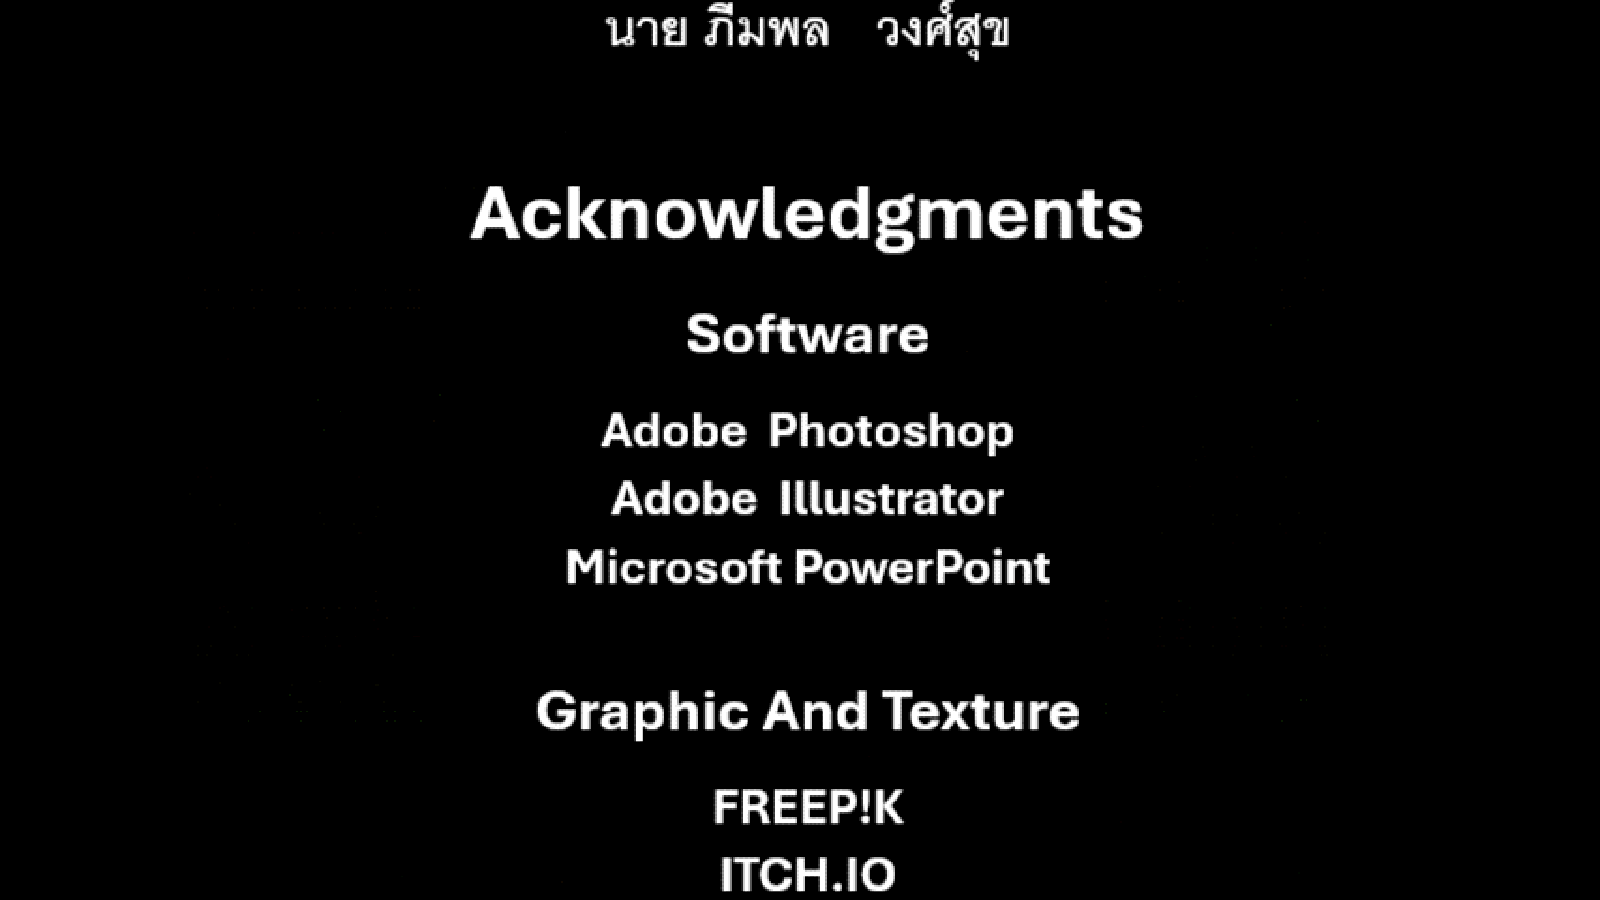 นาย ภีมพล วงศ์สุข
Acknowledgments
Software
Adobe Photoshop
Adobe Illustrator
Microsoft PowerPoint
Graphic And Texture
FREEP!K
ITCH.IO